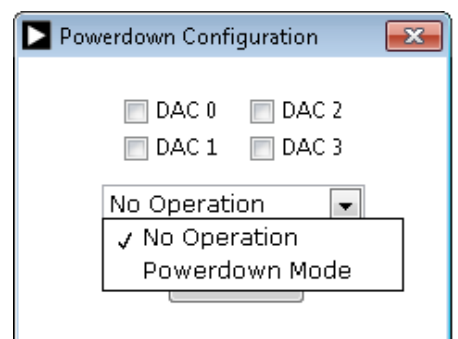 Powerdown Configuration
DAC 0 DAC 2
DAC 1 DAC 3
No Operation
No Operation
Powerdown Mode